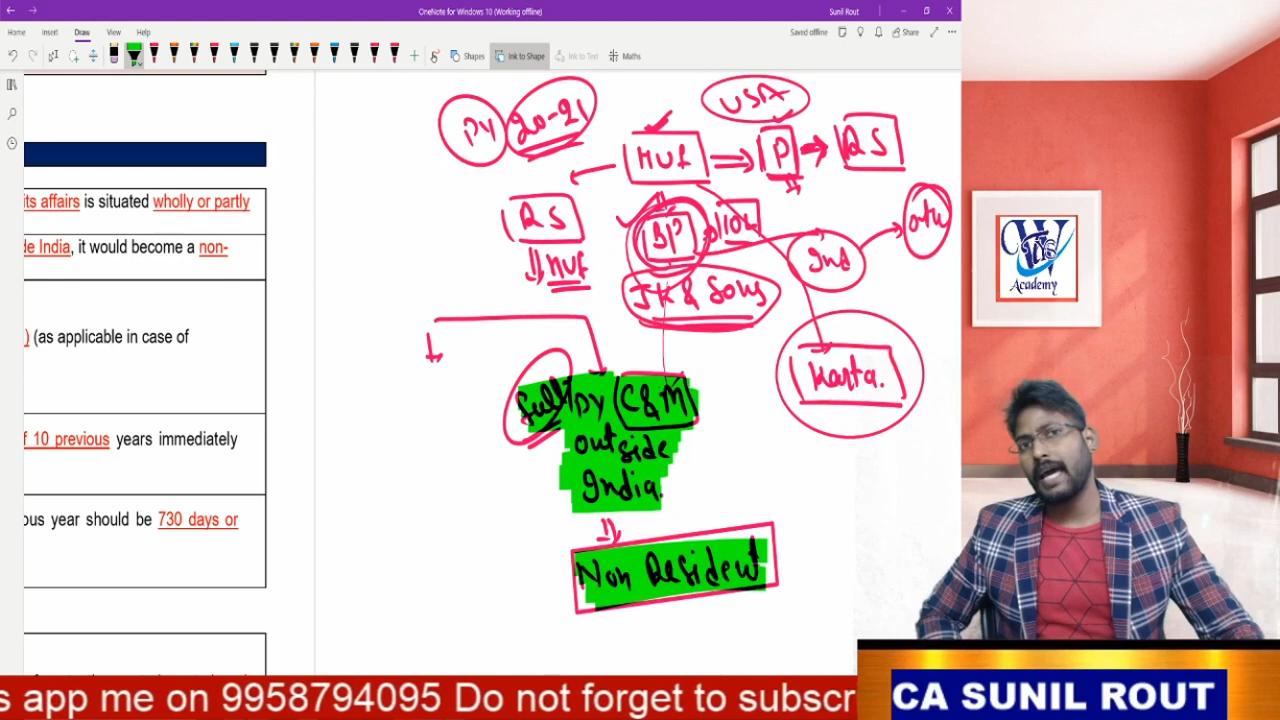 OneNote for Windows 10 (Working offline)
Sunil Rout
Home Insert Draw View Help
Saved offline
Share
Shapes
Ink to Shape
Ink to Text
Maths
its affairs is situated wholly or partly
de India, it would become a non-
) (as applicable in case of
f 10 previous years immediately
ous year should be 730 days or
PY 20-21
USA
HUF
P
RS
RS
HUF
BP
JK & Sons
Ind
Karta.
full PY (C&M)
outside
India.
Non Resident
Academy
s app me on 9958794095 Do not forget to subscr
CA SUNIL ROUT